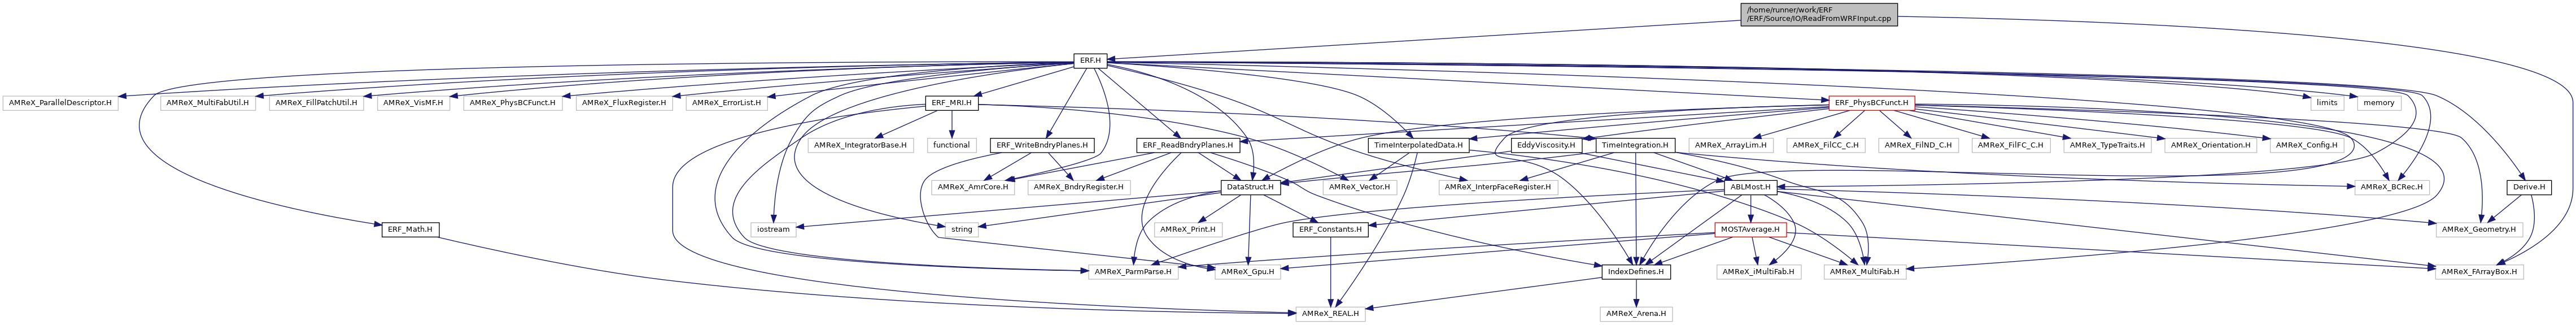 /home/runner/work/ERF
/ERF/Source/IO/ReadFromWRFInput.cpp
ERF.H
AMReX_ParallelDescriptor.H
AMReX_MultiFabUtil.H
AMReX_FillPatchUtil.H
AMReX_VisMF.H
AMReX_PhysBCFunct.H
AMReX_FluxRegister.H
AMReX_ErrorList.H
ERF_MRI.H
ERF_PhysBCFunct.H
limits
memory
AMReX_IntegratorBase.H
functional
ERF_WriteBndryPlanes.H
ERF_ReadBndryPlanes.H
TimeInterpolatedData.H
EddyViscosity.H
TimeIntegration.H
AMReX_ArrayLim.H
AMReX_FilCC_C.H
AMReX_FilND_C.H
AMReX_FilFC_C.H
AMReX_TypeTraits.H
AMReX_Orientation.H
AMReX_Config.H
AMReX_AmrCore.H
AMReX_BndryRegister.H
DataStruct.H
AMReX_Vector.H
AMReX_InterpFaceRegister.H
ABLMost.H
AMReX_BCRec.H
Derive.H
ERF_Math.H
iostream
string
AMReX_Print.H
ERF_Constants.H
MOSTAverage.H
AMReX_Geometry.H
AMReX_ParmParse.H
AMReX_Gpu.H
IndexDefines.H
AMReX_iMultiFab.H
AMReX_MultiFab.H
AMReX_FArrayBox.H
AMReX_REAL.H
AMReX_Arena.H